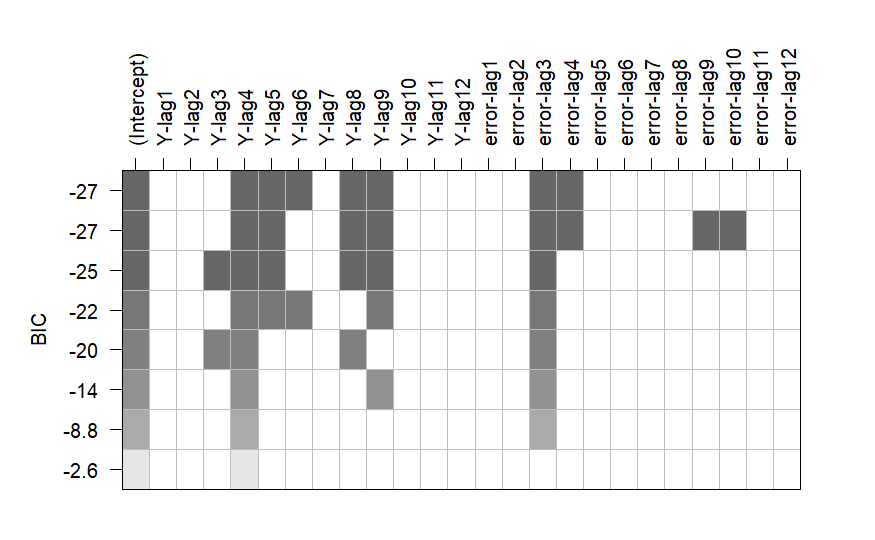 (Intercept)
Y-lag1
Y-lag2
Y-lag3
Y-lag4
Y-lag5
Y-lag6
Y-lag7
Y-lag8
Y-lag9
Y-lag10
Y-lag11
Y-lag12
error-lag1
error-lag2
error-lag3
error-lag4
error-lag5
error-lag6
error-lag7
error-lag8
error-lag9
error-lag10
error-lag11
error-lag12
BIC
-27
-27
-25
-22
-20
-14
-8.8
-2.6